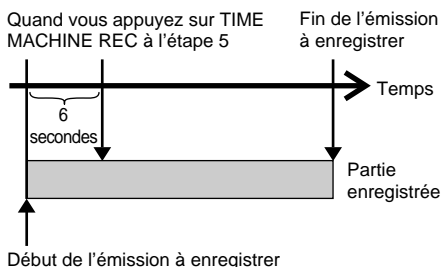 Quand vous appuyez sur TIME
MACHINE REC à l'étape 5
Fin de l'émission
à enregistrer
Temps
6
secondes
Partie
enregistrée
Début de l'émission à enregistrer